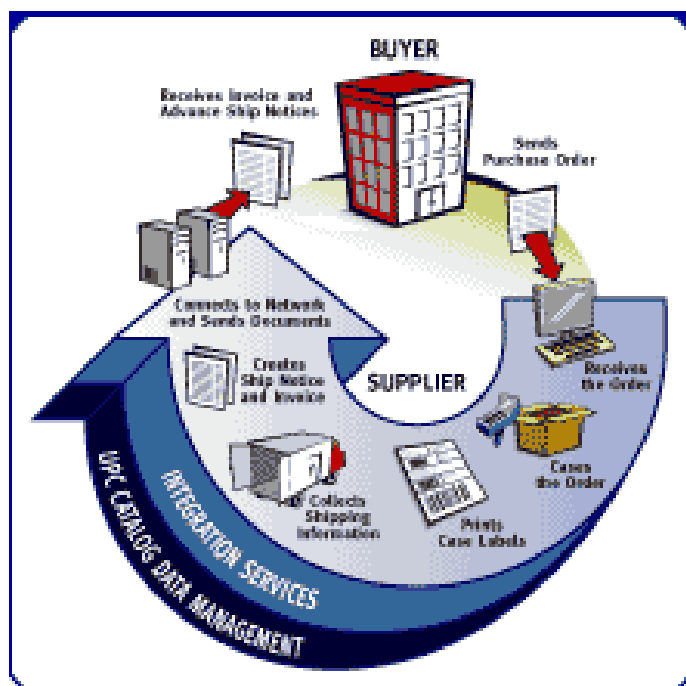 BUYER
Receives Invoice and
Advance Ship Notices
Sends
Purchase Order
Connects to Network
and Sends Documents
Receives
the Order
Creates
Ship Notice
and Invoice
SUPPLIER
Cases
the Order
Collects
Shipping
Information
Prints
Case Labels
INTEGRATION SERVICES
UPC CATALOG DATA MANAGEMENT